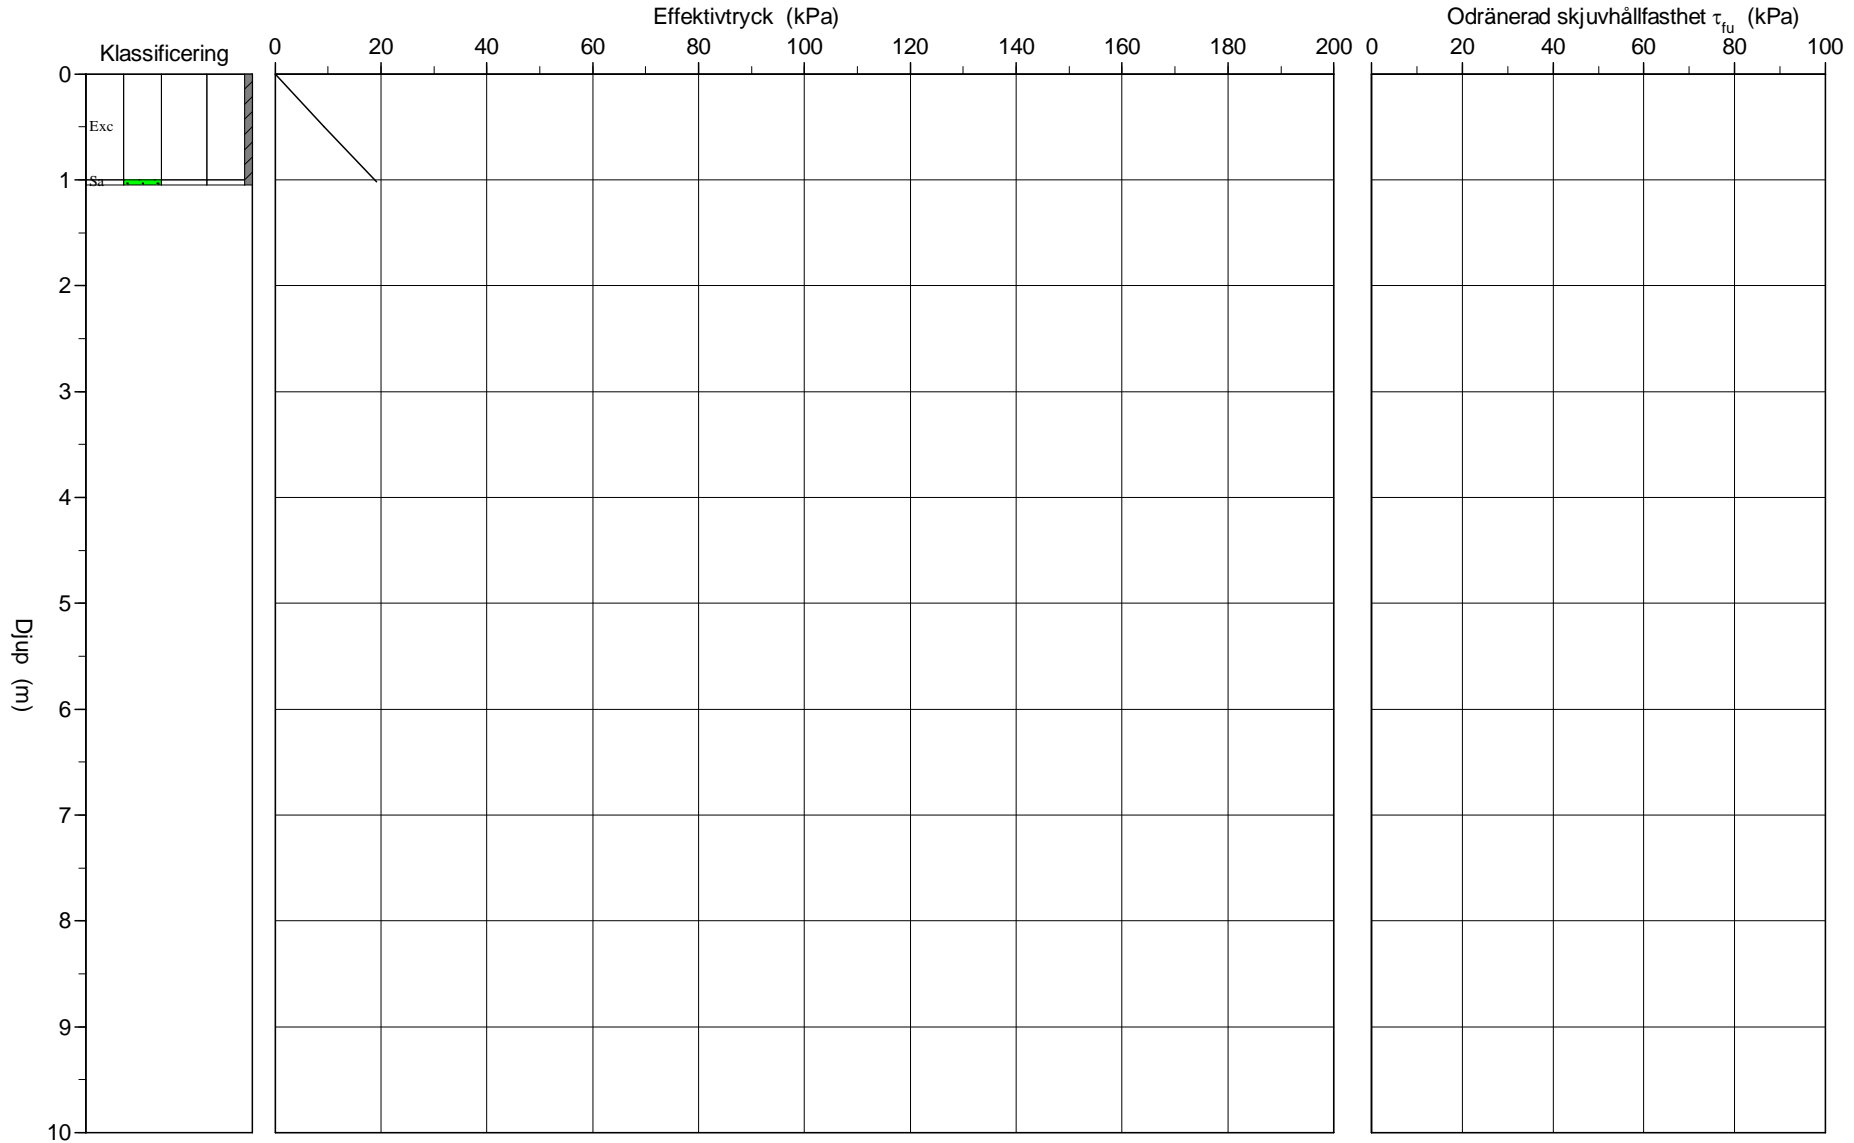 Effektivtryck (kPa)
Odränerad skjuvhållfasthet τfu (kPa)
Klassificering
0 20 40 60 80 100 120 140 160 180 200
0 20 40 60 80 100
0
Exc
1
Sa
2
3
4
5
Djup (m)
6
7
8
9
10